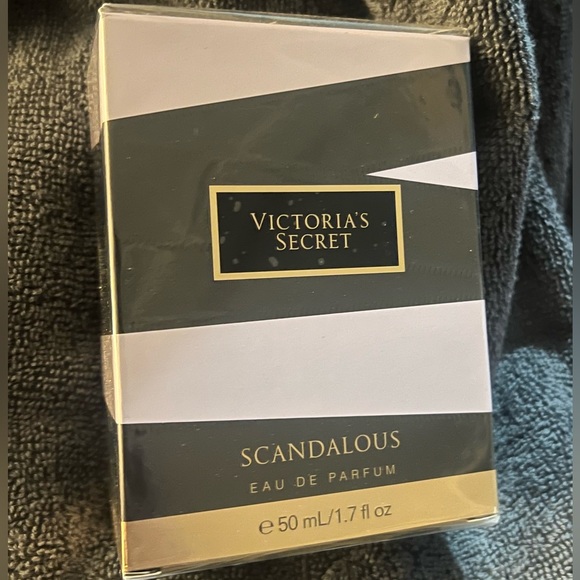 VICTORIA'S
SECRET
SCANDALOUS
EAU DE PARFUM
℮ 50 mL/1.7 fl oz